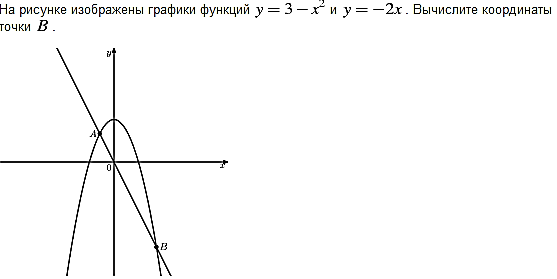 На рисунке изображены графики функций y = 3 − x² и y = −2x . Вычислите координаты
точки B .
y
A
0
x
B